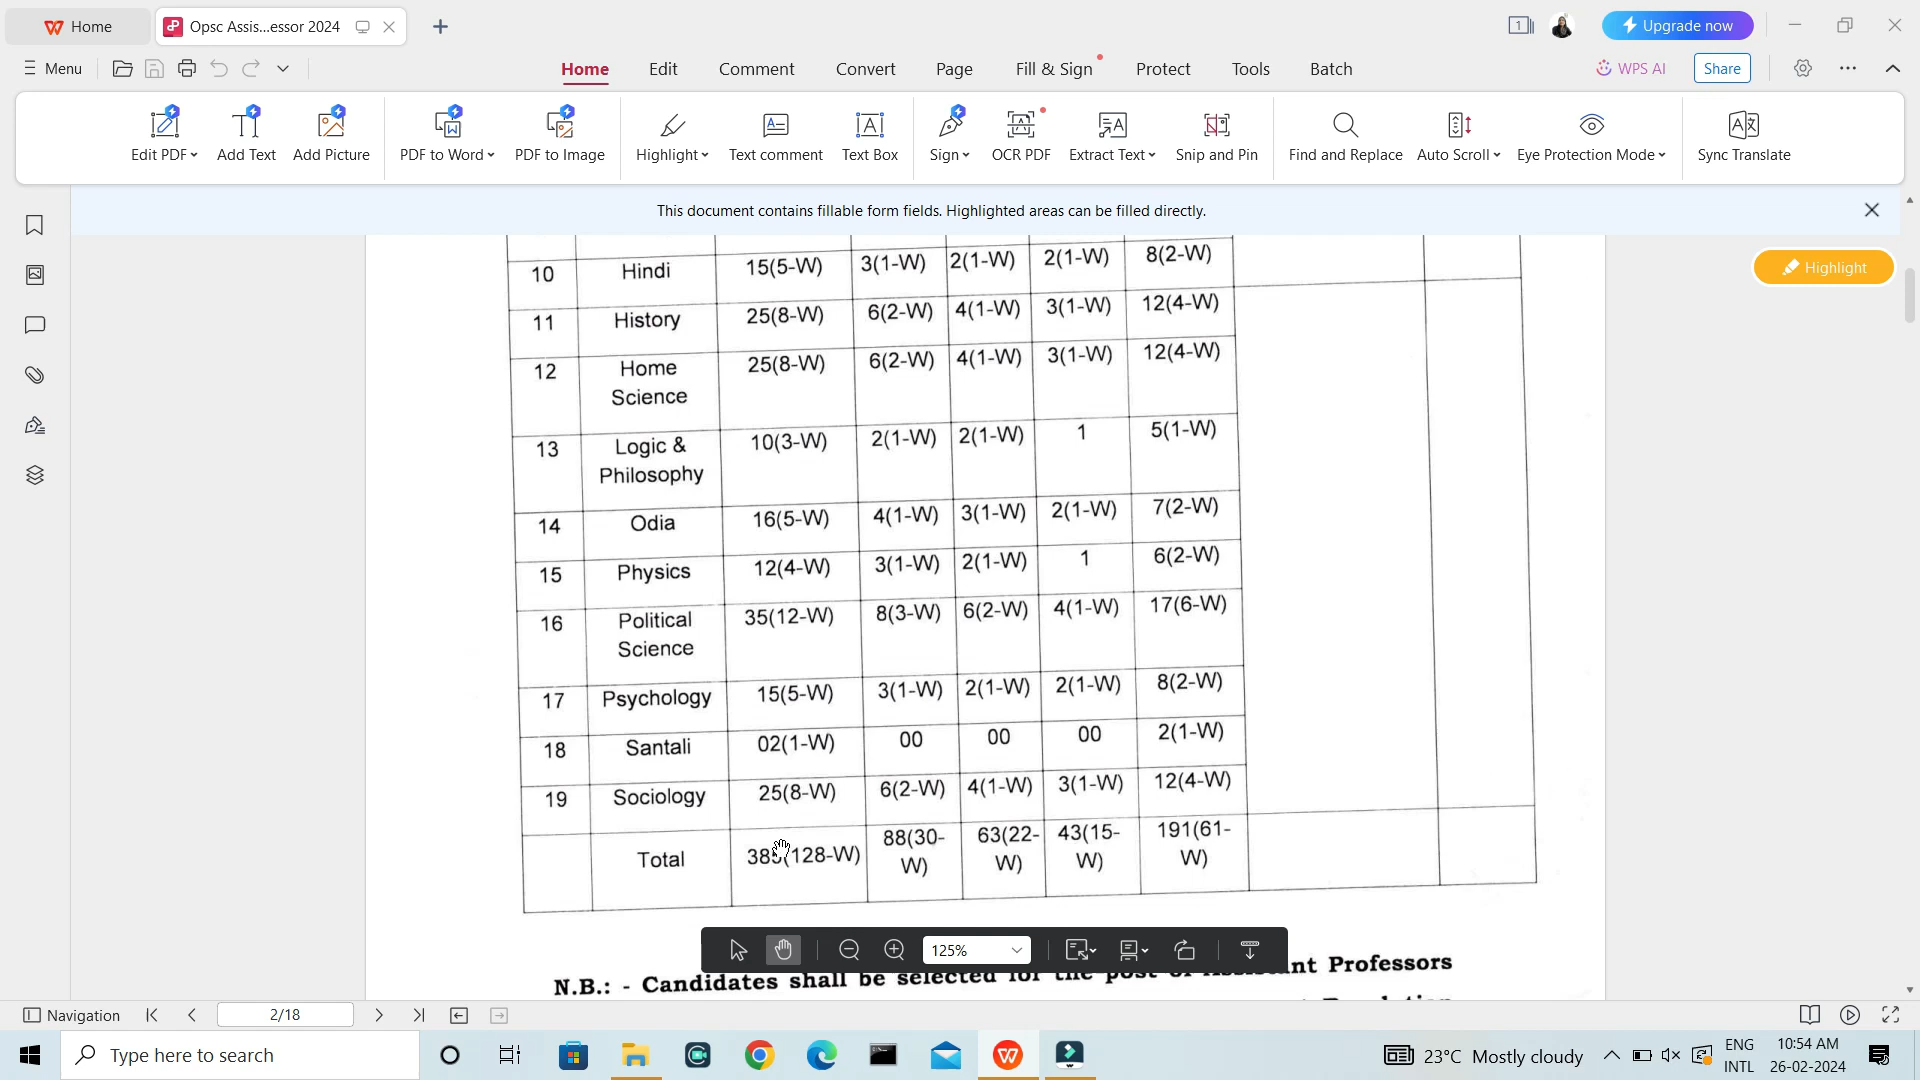 Home
Opsc Assis...essor 2024
1
Upgrade now
Menu
Home
Edit
Comment
Convert
Page
Fill & Sign
Protect
Tools
Batch
WPS AI
Share
Edit PDF
Add Text
Add Picture
PDF to Word
PDF to Image
Highlight
Text comment
Text Box
Sign
OCR PDF
Extract Text
Snip and Pin
Find and Replace
Auto Scroll
Eye Protection Mode
Sync Translate
This document contains fillable form fields. Highlighted areas can be filled directly.
Highlight
10 Hindi 15(5-W) 3(1-W) 2(1-W) 2(1-W) 8(2-W)
11 History 25(8-W) 6(2-W) 4(1-W) 3(1-W) 12(4-W)
12 Home 25(8-W) 6(2-W) 4(1-W) 3(1-W) 12(4-W)
Science
13 Logic & 10(3-W) 2(1-W) 2(1-W) 1 5(1-W)
Philosophy
14 Odia 16(5-W) 4(1-W) 3(1-W) 2(1-W) 7(2-W)
15 Physics 12(4-W) 3(1-W) 2(1-W) 1 6(2-W)
16 Political 35(12-W) 8(3-W) 6(2-W) 4(1-W) 17(6-W)
Science
17 Psychology 15(5-W) 3(1-W) 2(1-W) 2(1-W) 8(2-W)
18 Santali 02(1-W) 00 00 00 2(1-W)
19 Sociology 25(8-W) 6(2-W) 4(1-W) 3(1-W) 12(4-W)
Total 88(30- 63(22- 43(15- 191(61-
W) W) W) W)
125%
N.B.: - Candidates shall be selected for the post of Professors
Navigation
2/18
Type here to search
23°C Mostly cloudy
ENG
INTL
10:54 AM
26-02-2024